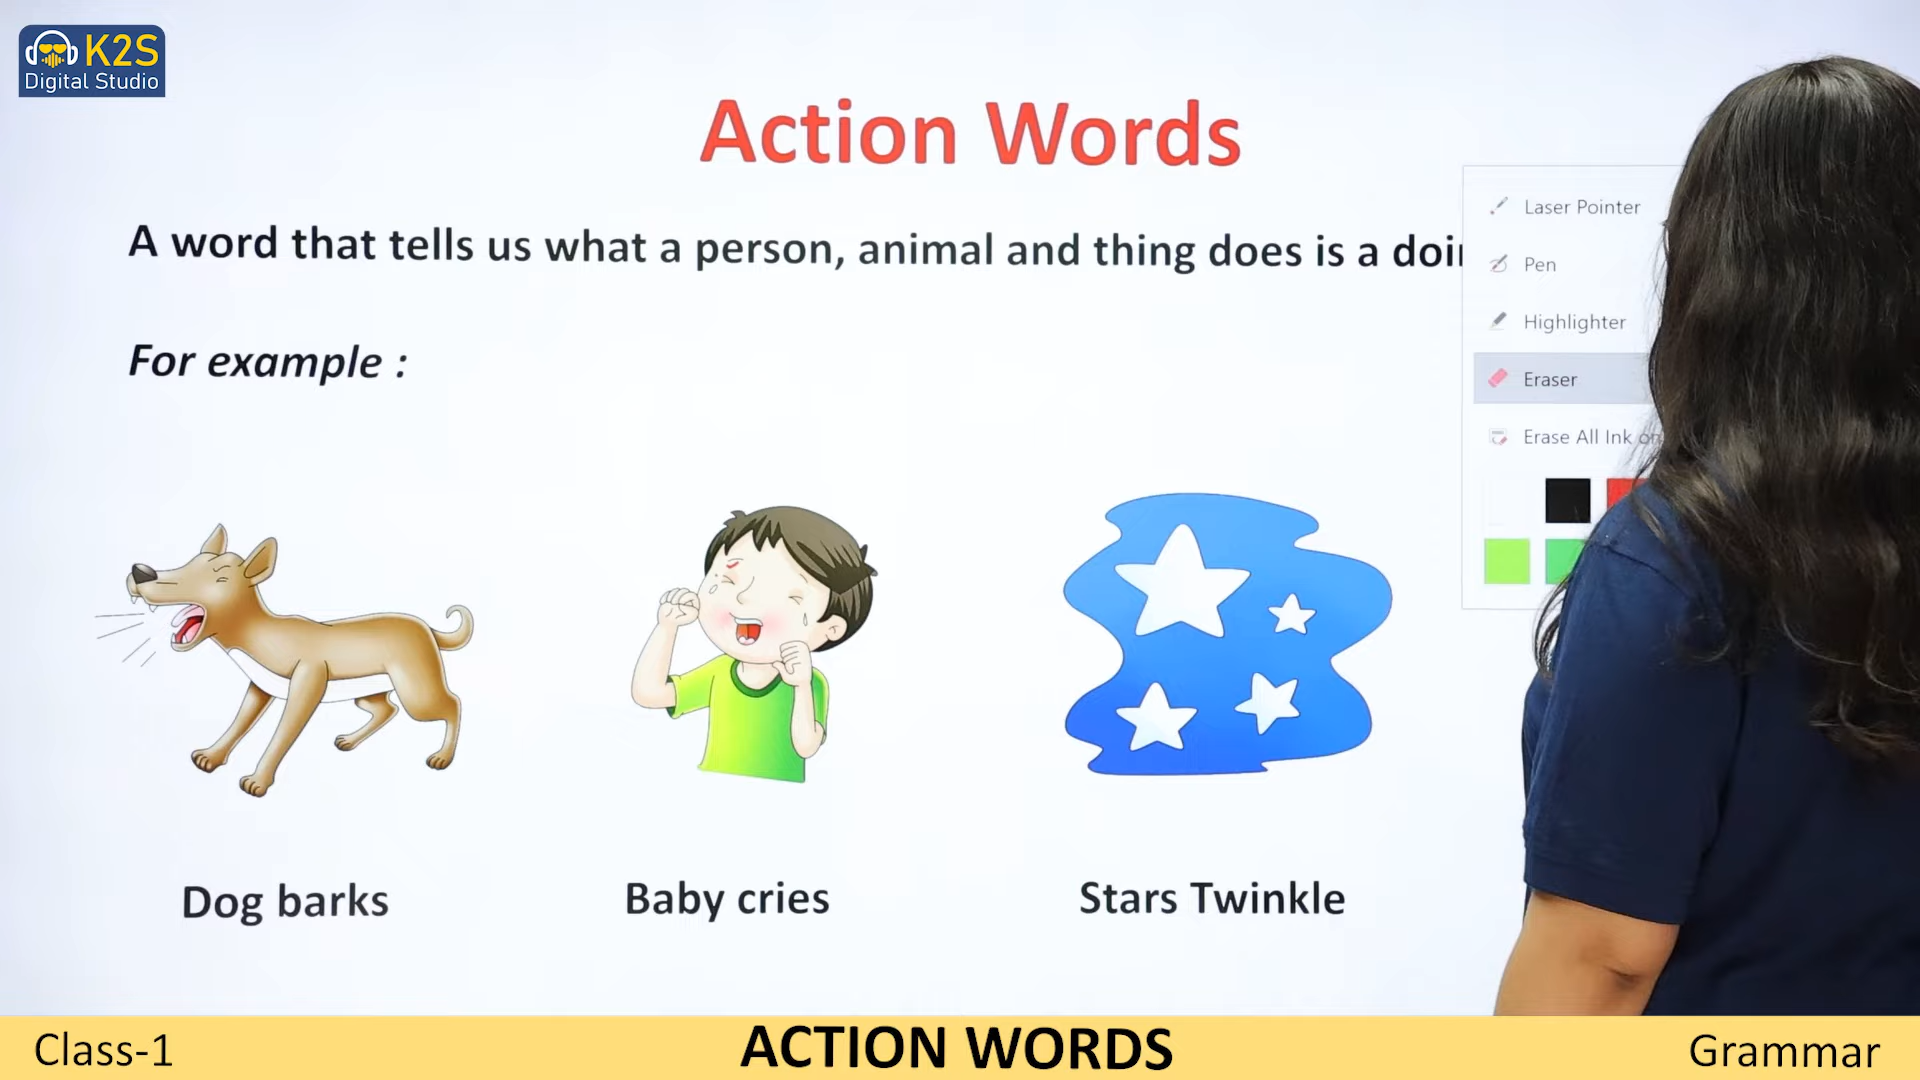 K2S
Digital Studio
Action Words
A word that tells us what a person, animal and thing does is a
For example :
Laser Pointer
Pen
Highlighter
Eraser
Erase All Ink
Dog barks
Baby cries
Stars Twinkle
Class-1
ACTION WORDS
Grammar